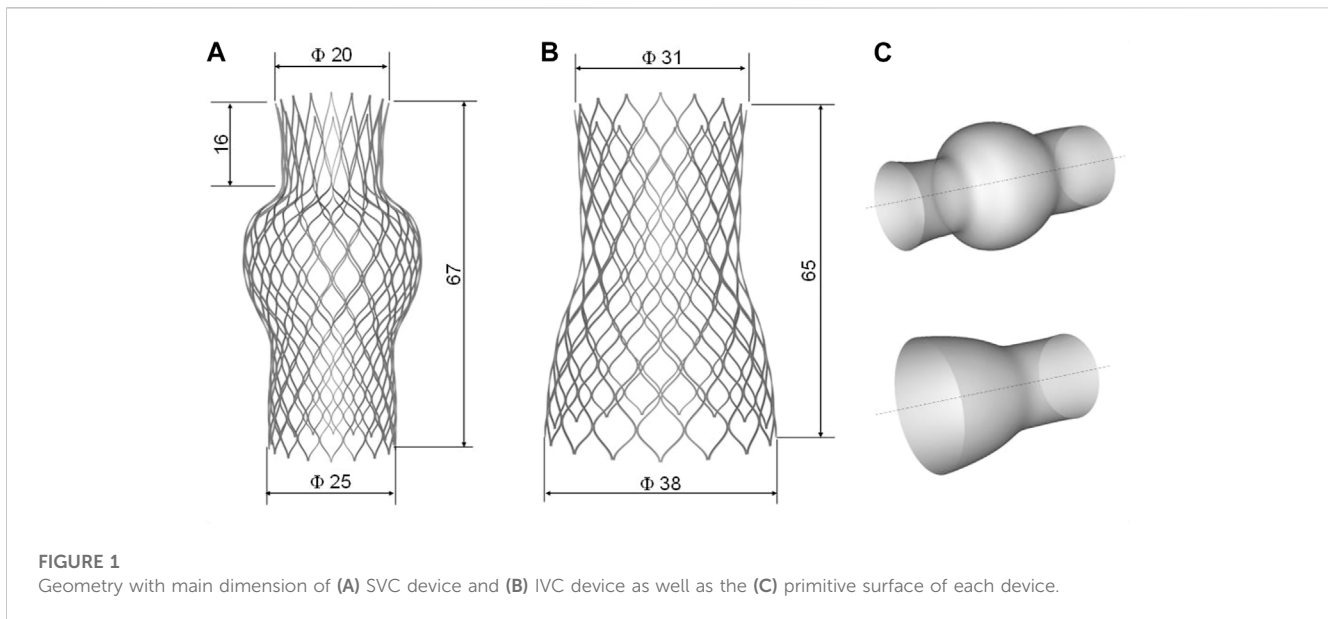 A
Φ 20
16
67
Φ 25
B
Φ 31
65
Φ 38
C
FIGURE 1
Geometry with main dimension of (A) SVC device and (B) IVC device as well as the (C) primitive surface of each device.